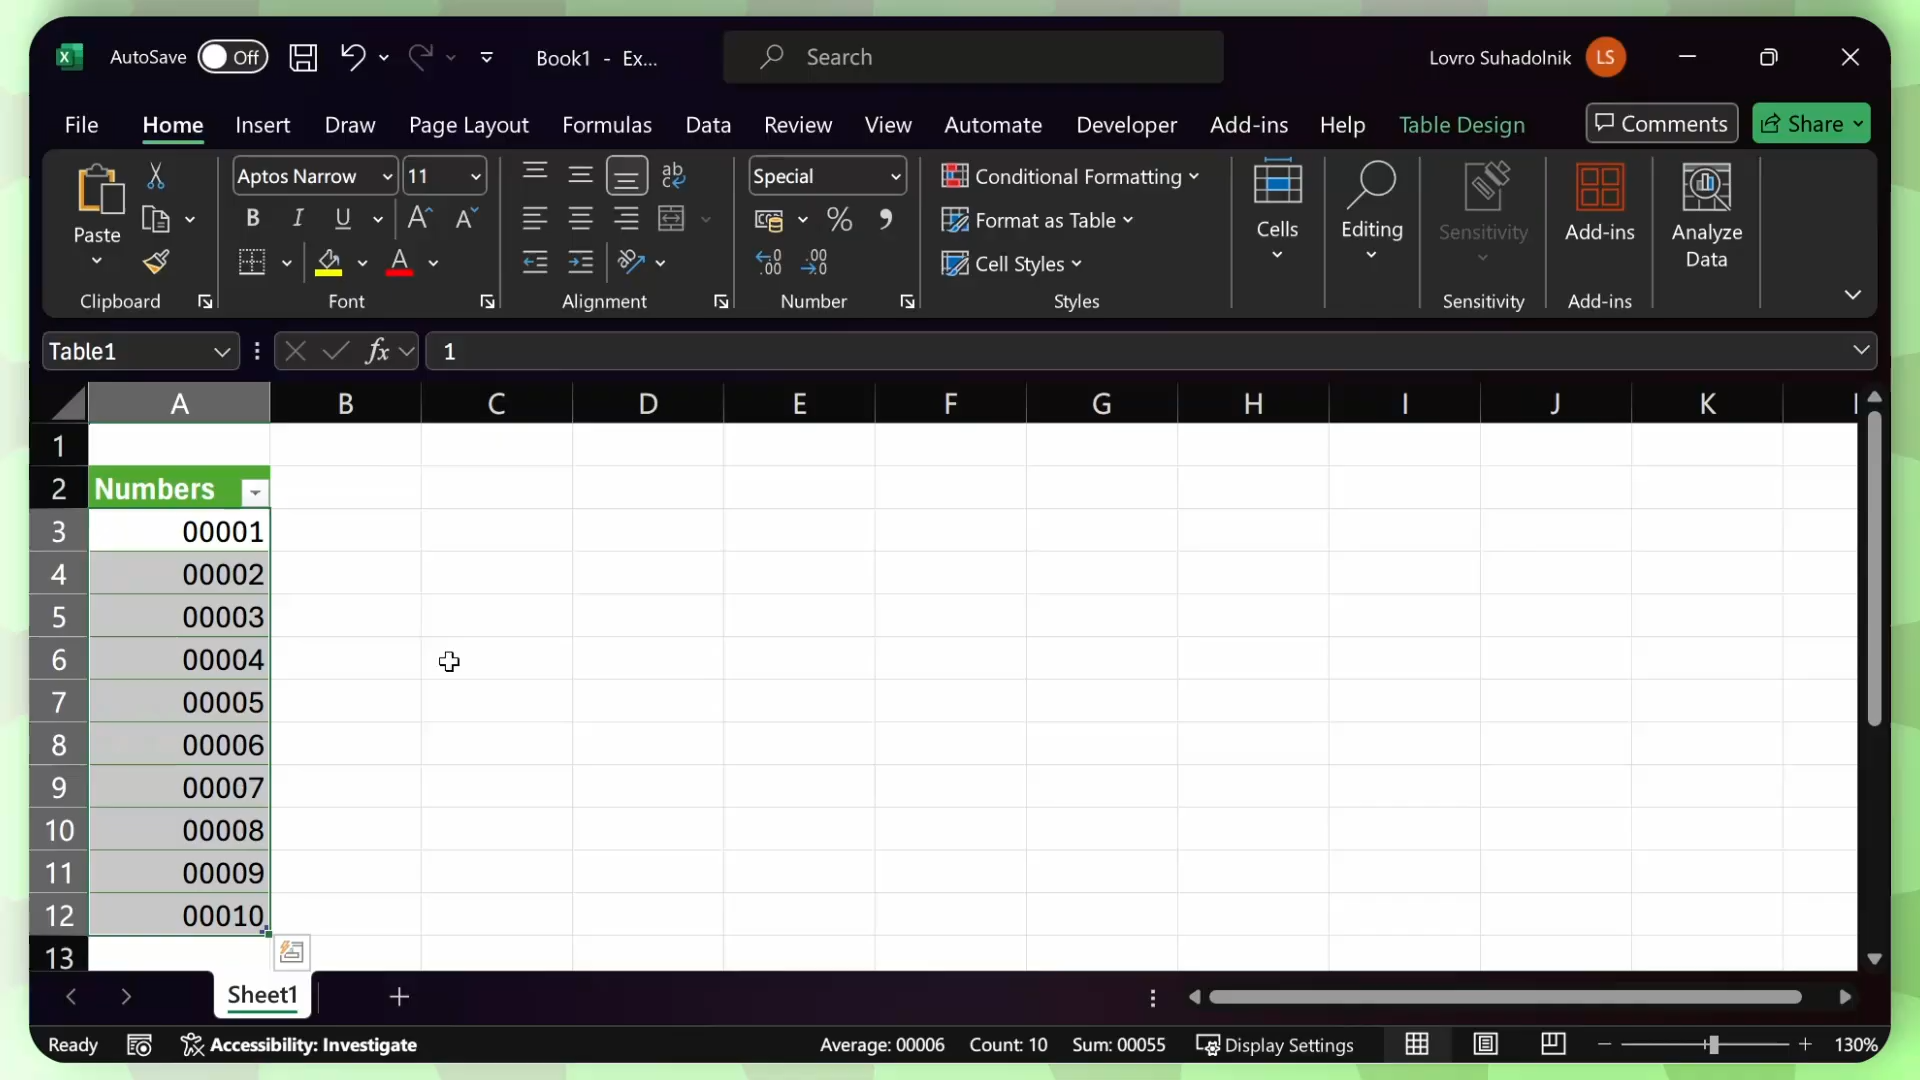 AutoSave Off Book1 - Ex... Search Lovro Suhadolnik LS
File Home Insert Draw Page Layout Formulas Data Review View Automate Developer Add-ins Help Table Design Comments Share
Paste Aptos Narrow 11 Special Conditional Formatting Cells Editing Sensitivity Add-ins Analyze Data
Format as Table
Cell Styles
Clipboard Font Alignment Number Styles Sensitivity Add-ins
Table1 fx 1
A B C D E F G H I J K
1
2 Numbers
3 00001
4 00002
5 00003
6 00004
7 00005
8 00006
9 00007
10 00008
11 00009
12 00010
13
Sheet1
Ready Accessibility: Investigate Average: 00006 Count: 10 Sum: 00055 Display Settings 130%